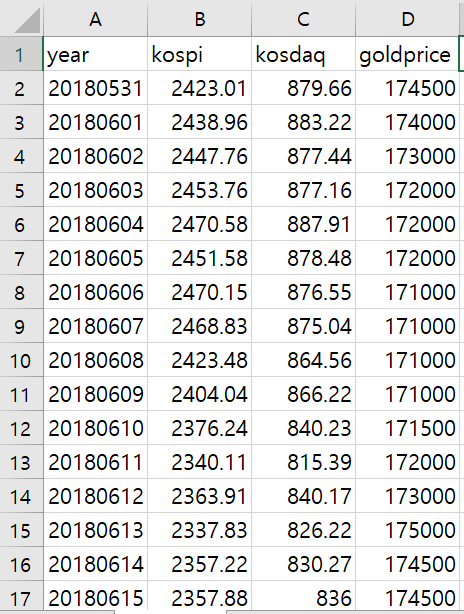 A B C D
1 year kospi kosdaq goldprice
2 20180531 2423.01 879.66 174500
3 20180601 2438.96 883.22 174000
4 20180602 2447.76 877.44 173000
5 20180603 2453.76 877.16 172000
6 20180604 2470.58 887.91 172000
7 20180605 2451.58 878.48 172000
8 20180606 2470.15 876.55 171000
9 20180607 2468.83 875.04 171000
10 20180608 2423.48 864.56 171000
11 20180609 2404.04 866.22 171000
12 20180610 2376.24 840.23 171500
13 20180611 2340.11 815.39 172000
14 20180612 2363.91 840.17 173000
15 20180613 2337.83 826.22 175000
16 20180614 2357.22 830.27 174500
17 20180615 2357.88 836 174500